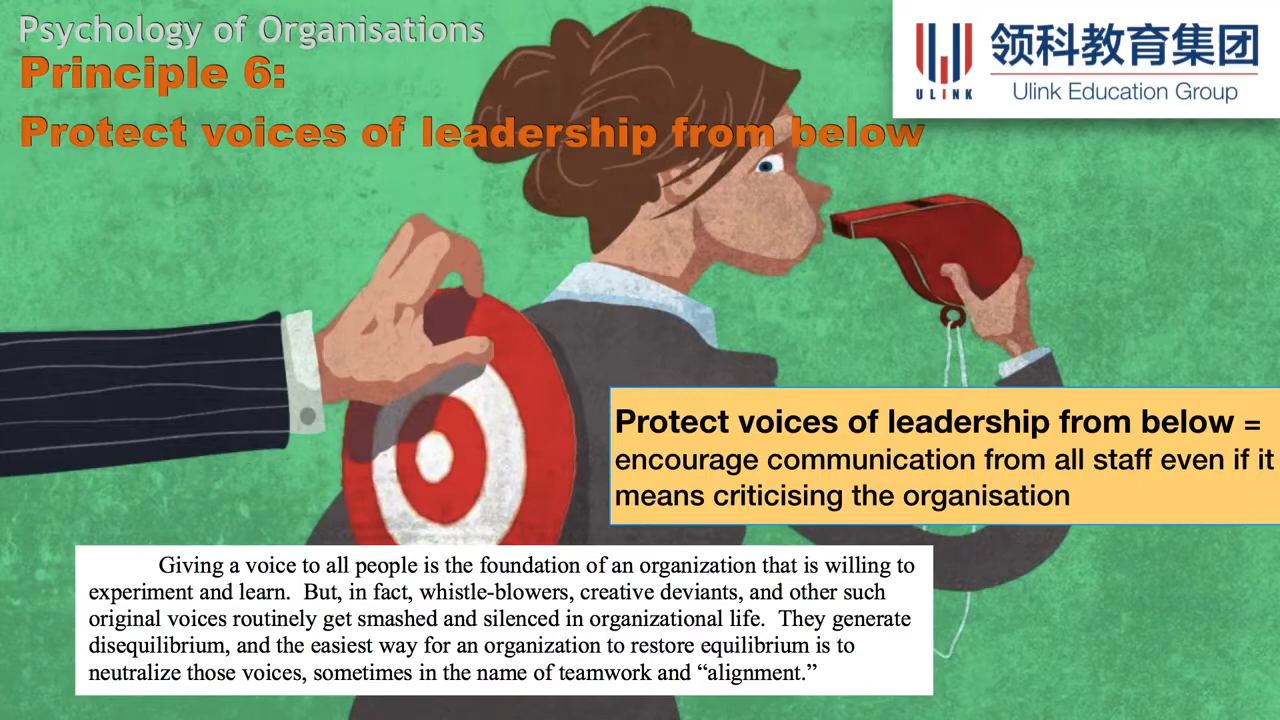 Psychology of Organisations
Principle 6:
Protect voices of leadership from below
ULINK
领科教育集团
Ulink Education Group
Protect voices of leadership from below =
encourage communication from all staff even if it
means criticising the organisation
Giving a voice to all people is the foundation of an organization that is willing to
experiment and learn. But, in fact, whistle-blowers, creative deviants, and other such
original voices routinely get smashed and silenced in organizational life. They generate
disequilibrium, and the easiest way for an organization to restore equilibrium is to
neutralize those voices, sometimes in the name of teamwork and “alignment.”